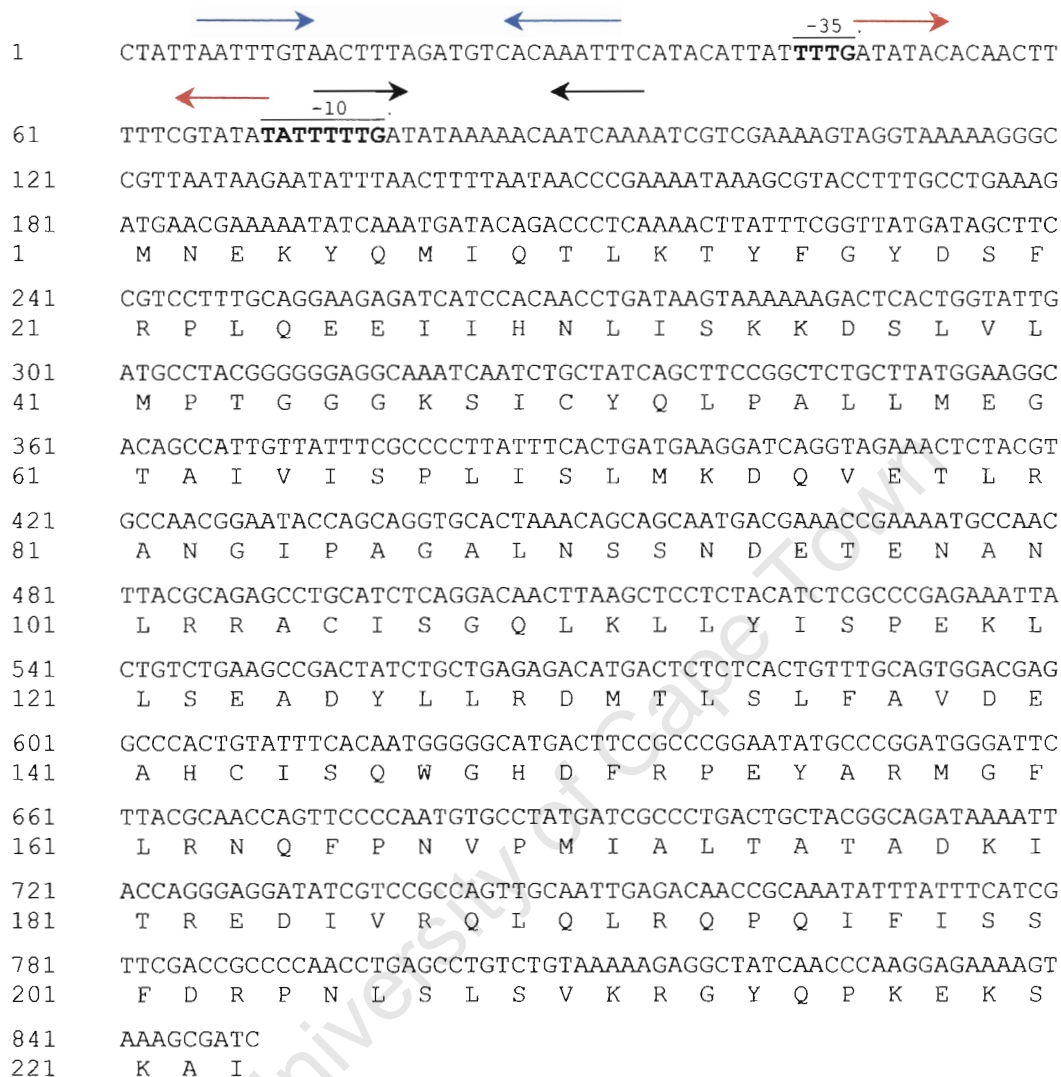 -35
1 CTATTAATTTGTAACTTTAGATGTCACAAATTTCATACATTATTTTGATATACACAACTT
-10
61 TTTCGTATATATTTTTGATATAAAAACAATCAAAATCGTCGAAAAGTAGGTAAAAAGGGC
121 CGTTAATAAGAATATTTAACTTTTAATAACCCGAAAATAAAGCGTACCTTTGCCTGAAAG
181 ATGAACGAAAAATATCAAATGATACAGACCCTCAAAACTTATTTCGGTTATGATAGCTTC
1 M N E K Y Q M I Q T L K T Y F G Y D S F
241 CGTCCTTTGCAGGAAGAGATCATCCACAACCTGATAAGTAAAAAAGACTCACTGGTATTG
21 R P L Q E E I I H N L I S K K D S L V L
301 ATGCCTACGGGGGGAGGCAAATCAATCTGCTATCAGCTTCCGGCTCTGCTTATGGAAGGC
41 M P T G G G K S I C Y Q L P A L L M E G
361 ACAGCCATTGTTATTTCGCCCCTTATTTCACTGATGAAGGATCAGGTAGAAACTCTACGT
61 T A I V I S P L I S L M K D Q V E T L R
421 GCCAACGGAATACCAGCAGGTGCACTAAACAGCAGCAATGACGAAACCGAAAATGCCAAC
81 A N G I P A G A L N S S N D E T E N A N
481 TTACGCAGAGCCTGCATCTCAGGACAACTTAAGCTCCTCTACATCTCGCCCGAGAAATTA
101 L R R A C I S G Q L K L L Y I S P E K L
541 CTGTCTGAAGCCGACTATCTGCTGAGAGACATGACTCTGTCACTGTTTGCAGTGGACGAG
121 L S E A D Y L L R D M T L S L F A V D E
601 GCCCACTGTATTTCACAATGGGGGCATGACTTCCGCCCGGAATATGCCCGGATGGGATTC
141 A H C I S Q W G H D F R P E Y A R M G F
661 TTACGCAACCAGTTCCCCAATGTGCCTATGATCGCCCTGACTGCTACGGCAGATAAAATT
161 L R N Q F P N V P M I A L T A T A D K I
721 ACCAGGGAGGATATCGTCCGCCAGTTGCAATTGAGACAACCGCAAATATTTATTTCATCG
181 T R E D I V R Q L Q L R Q P Q I F I S S
781 TTCGACCGCCCCAACCTGAGCCTGTCTGTAAAAAGAGGCTATCAACCCAAGGAGAAAAGT
201 F D R P N L S L S V K R G Y Q P K E K S
841 AAAGCGATC
221 K A I
University of Cape Town